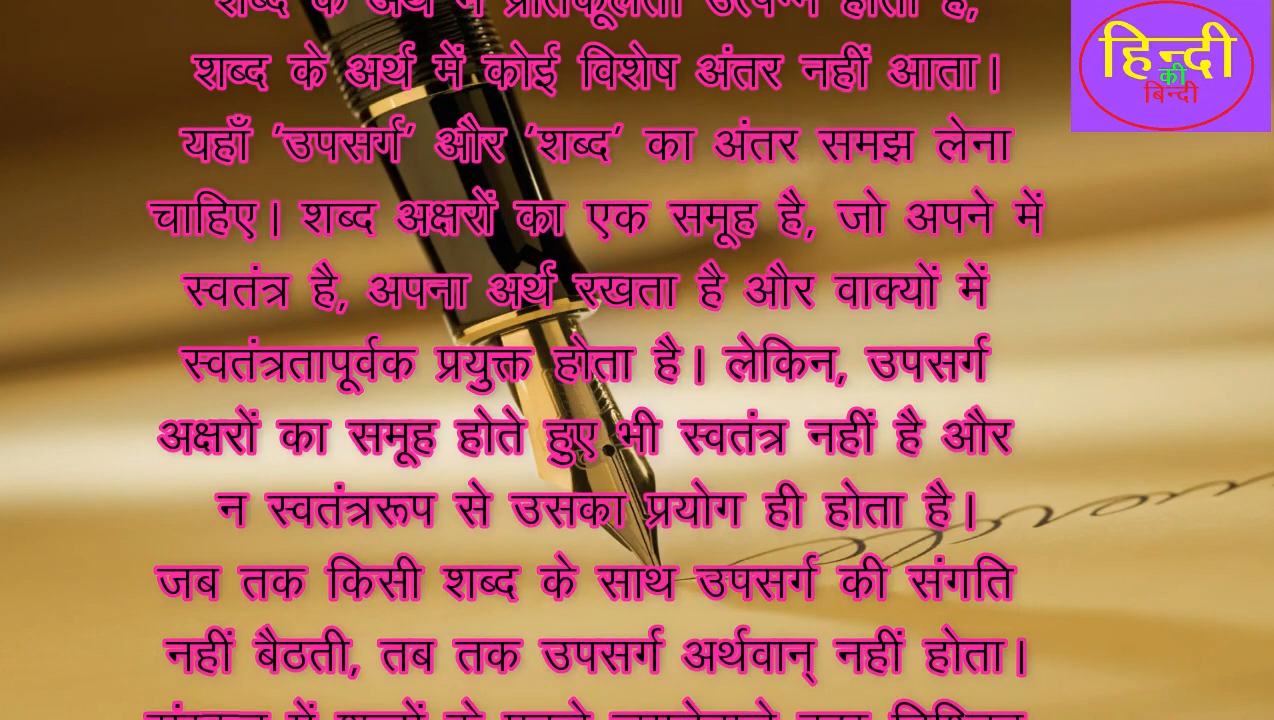 शब्द के अर्थ में प्रतिकूलता उत्पन्न होती है,
शब्द के अर्थ में कोई विशेष अंतर नहीं आता।
यहाँ ’उपसर्ग’ और ’शब्द’ का अंतर समझ लेना
चाहिए। शब्द अक्षरों का एक समूह है, जो अपने में
स्वतंत्र है, अपना अर्थ रखता है और वाक्यों में
स्वतंत्रतापूर्वक प्रयुक्त होता है। लेकिन, उपसर्ग
अक्षरों का समूह होते हुए भी स्वतंत्र नहीं है और
न स्वतंत्ररूप से उसका प्रयोग ही होता है।
जब तक किसी शब्द के साथ उपसर्ग की संगति
नहीं बैठती, तब तक उपसर्ग अर्थवान् नहीं होता।
हिन्दी
की
बिन्दी